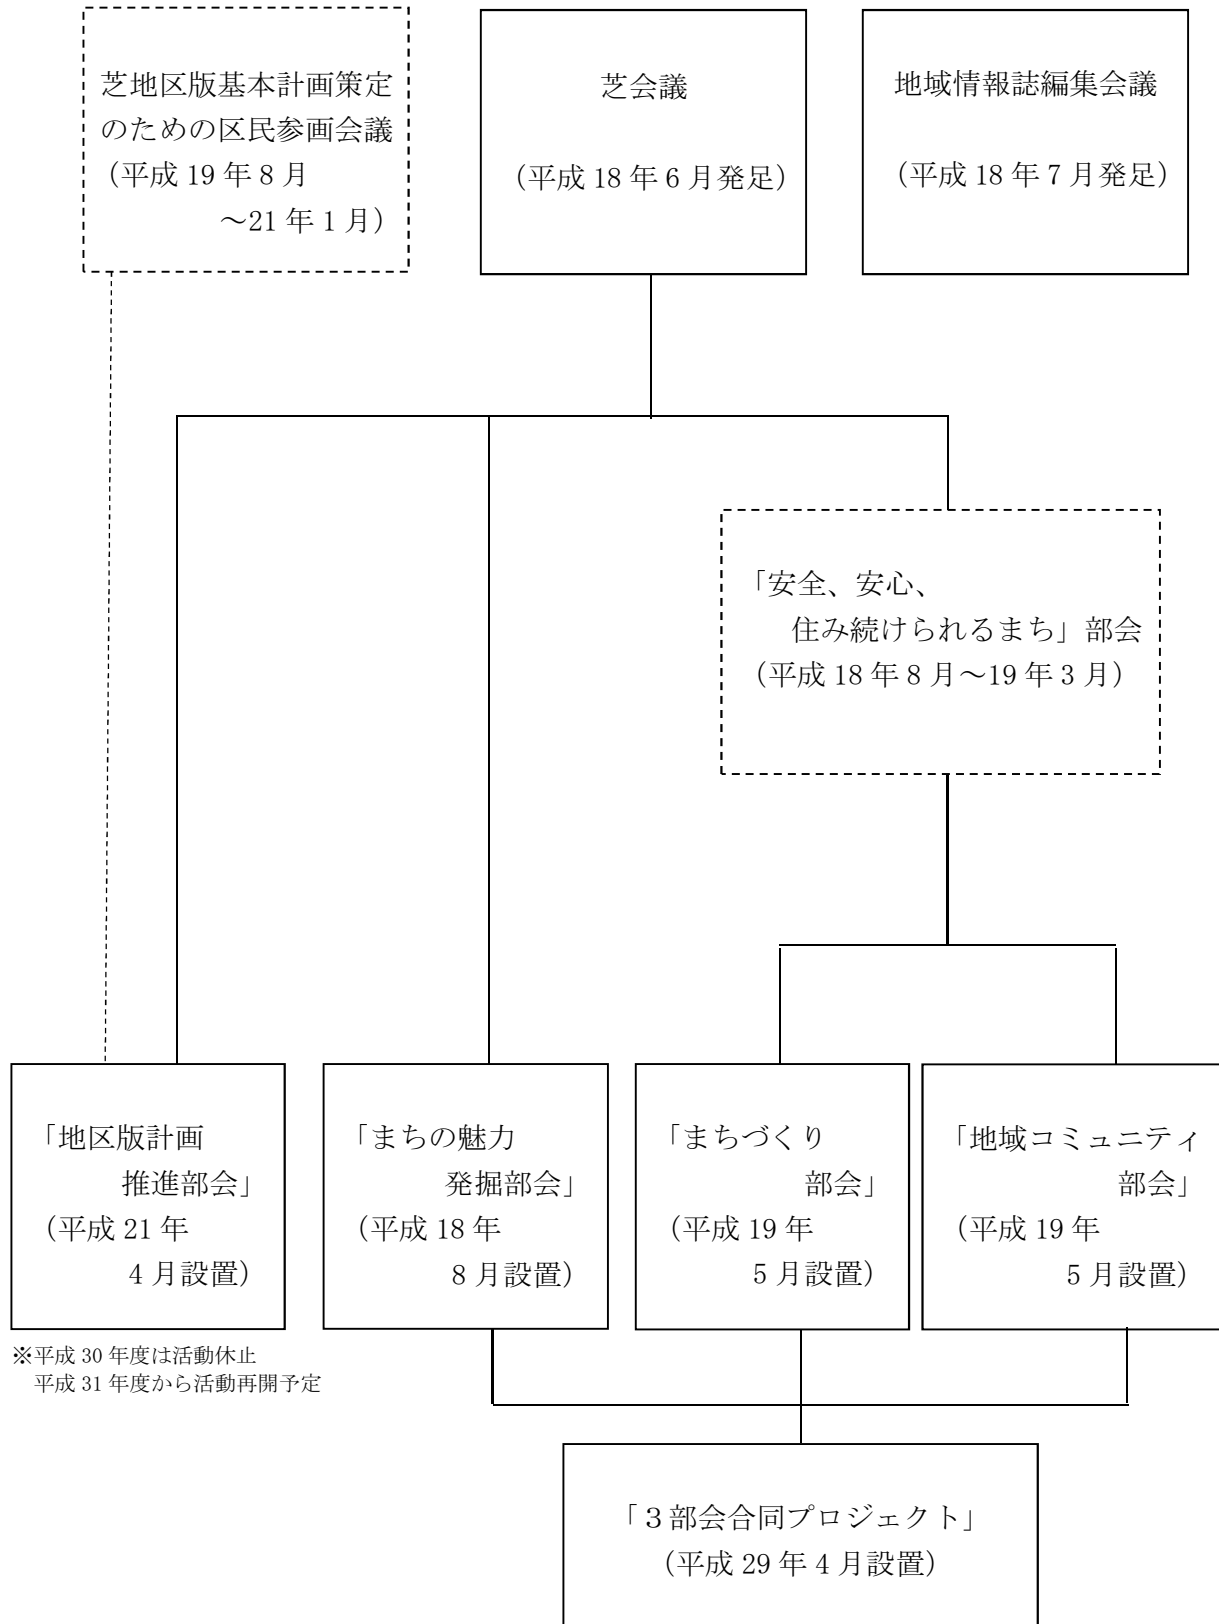 芝地区版基本計画策定
のための区民参画会議
（平成 19 年 8 月
～21 年 1 月）
芝会議
（平成 18 年 6 月発足）
地域情報誌編集会議
（平成 18 年 7 月発足）
「安全、安心、
住み続けられるまち」部会
（平成 18 年 8 月～19 年 3 月）
「地区版計画
推進部会」
（平成 21 年
4 月設置）
「まちの魅力
発掘部会」
（平成 18 年
8 月設置）
「まちづくり
部会」
（平成 19 年
5 月設置）
「地域コミュニティ
部会」
（平成 19 年
5 月設置）
※平成 30 年度は活動休止
平成 31 年度から活動再開予定
「３部会合同プロジェクト」
（平成 29 年 4 月設置）